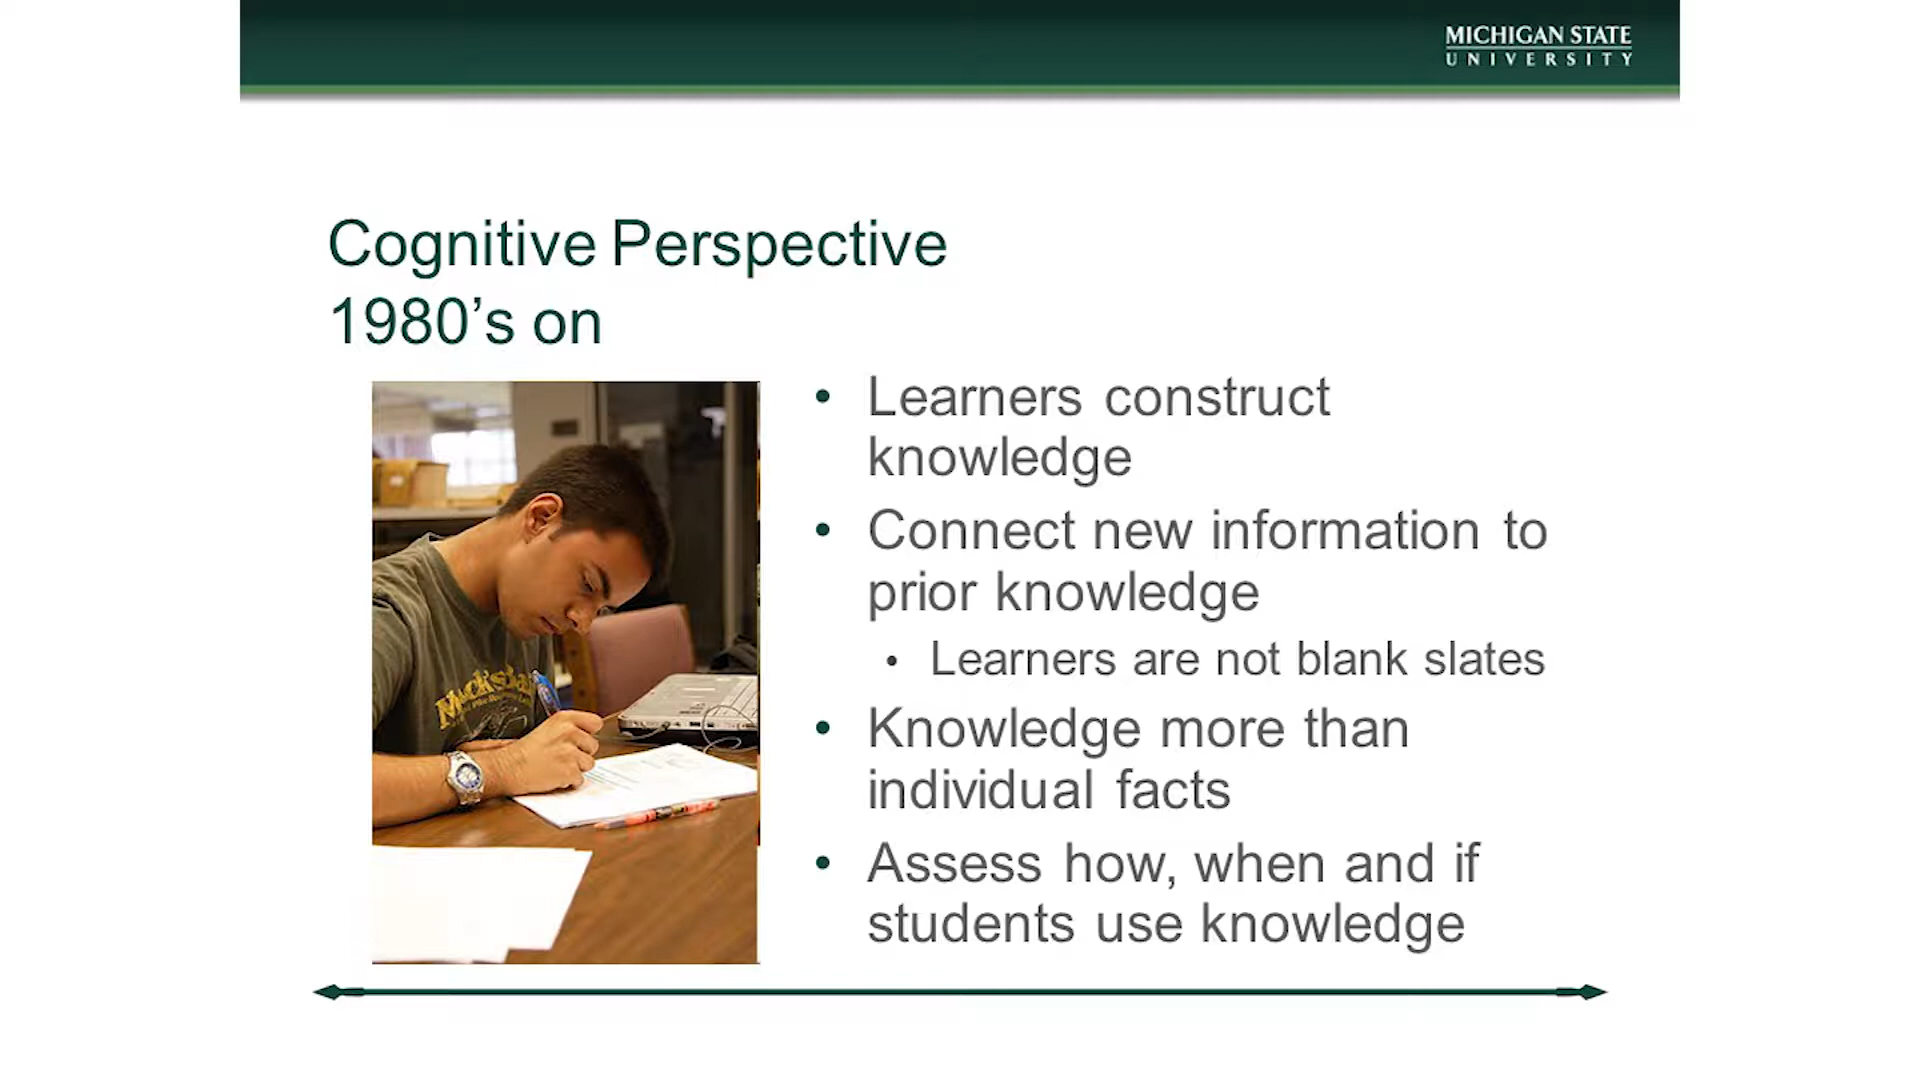 MICHIGAN STATE
UNIVERSITY
Cognitive Perspective
1980’s on
• Learners construct
knowledge
• Connect new information to
prior knowledge
• Learners are not blank slates
• Knowledge more than
individual facts
• Assess how, when and if
students use knowledge